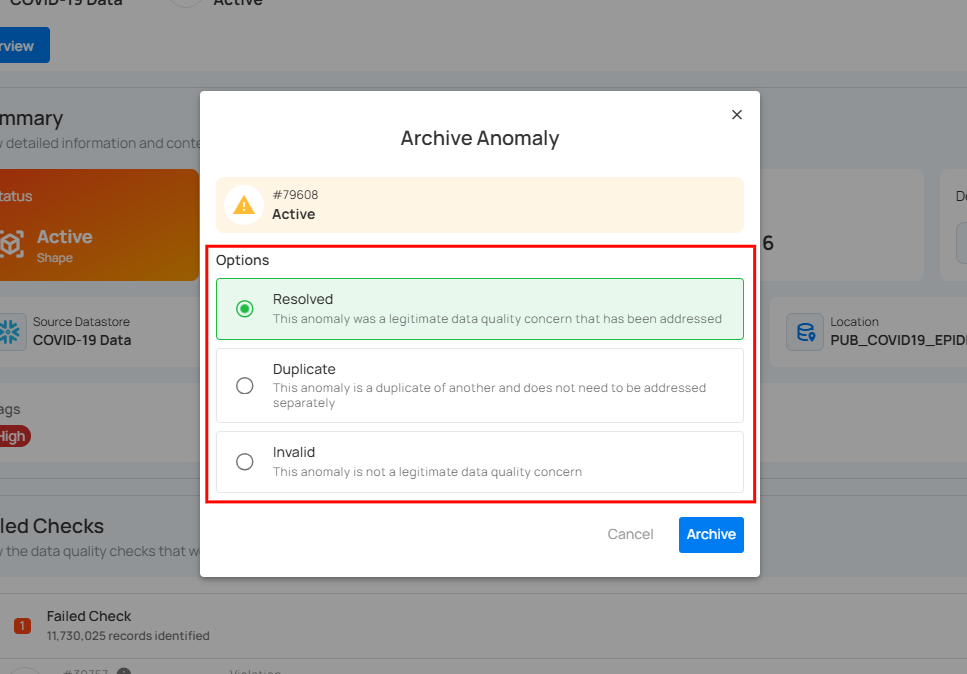 COVID-19 Data
Active
rview
mmary
detailed information and conte
tatus
Active
Shape
6
De
Source Datastore
COVID-19 Data
Location
PUB_COVID19_EPID
ags
High
led Checks
the data quality checks that w
1
Failed Check
11,730,025 records identified
#39757
Violation
Archive Anomaly
#79608
Active
Options
Resolved
This anomaly was a legitimate data quality concern that has been addressed
Duplicate
This anomaly is a duplicate of another and does not need to be addressed
separately
Invalid
This anomaly is not a legitimate data quality concern
Cancel
Archive